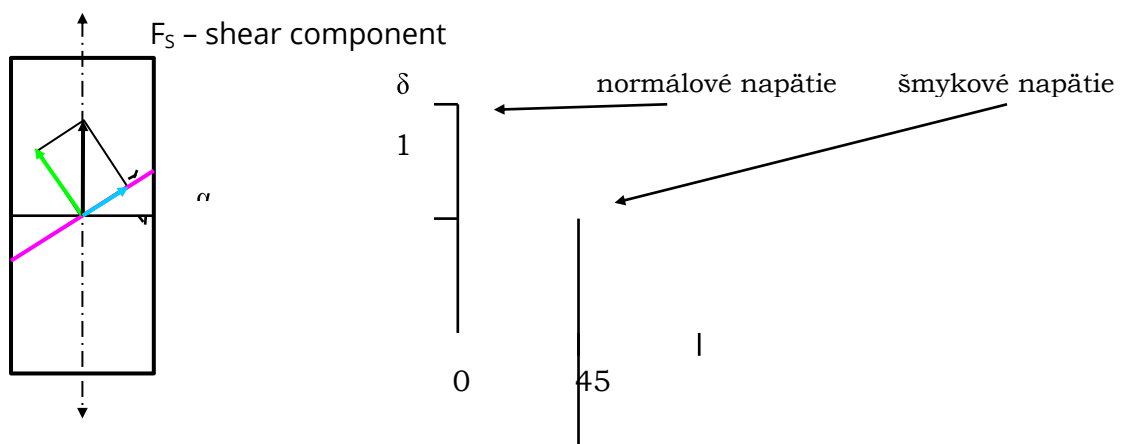 F_S – shear component
δ normálové napätie šmykové napätie
1
α
0 45